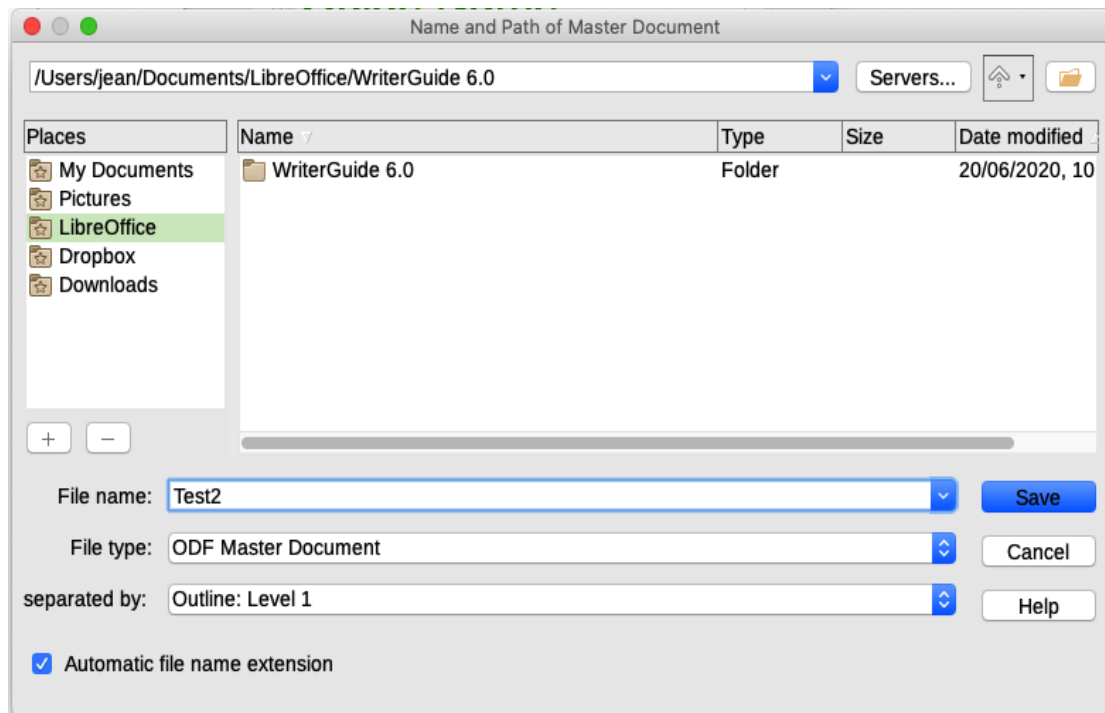 Name and Path of Master Document
/Users/jean/Documents/LibreOffice/WriterGuide 6.0
Servers...
Places
Name Type Size Date modified
My Documents
WriterGuide 6.0 Folder 20/06/2020, 10
Pictures
LibreOffice
Dropbox
Downloads
+ −
File name: Test2 Save
File type: ODF Master Document Cancel
separated by: Outline: Level 1 Help
Automatic file name extension